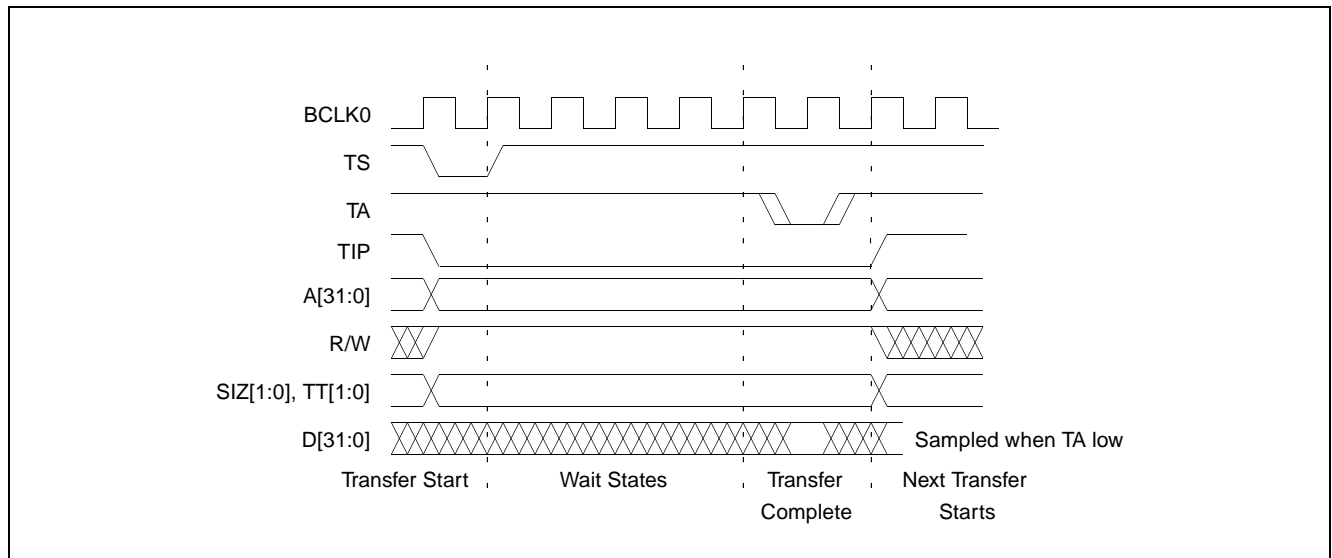 BCLK0
TS
TA
TIP
A[31:0]
R/W
SIZ[1:0], TT[1:0]
D[31:0]
Sampled when TA low
Transfer Start
Wait States
Transfer
Complete
Next Transfer
Starts